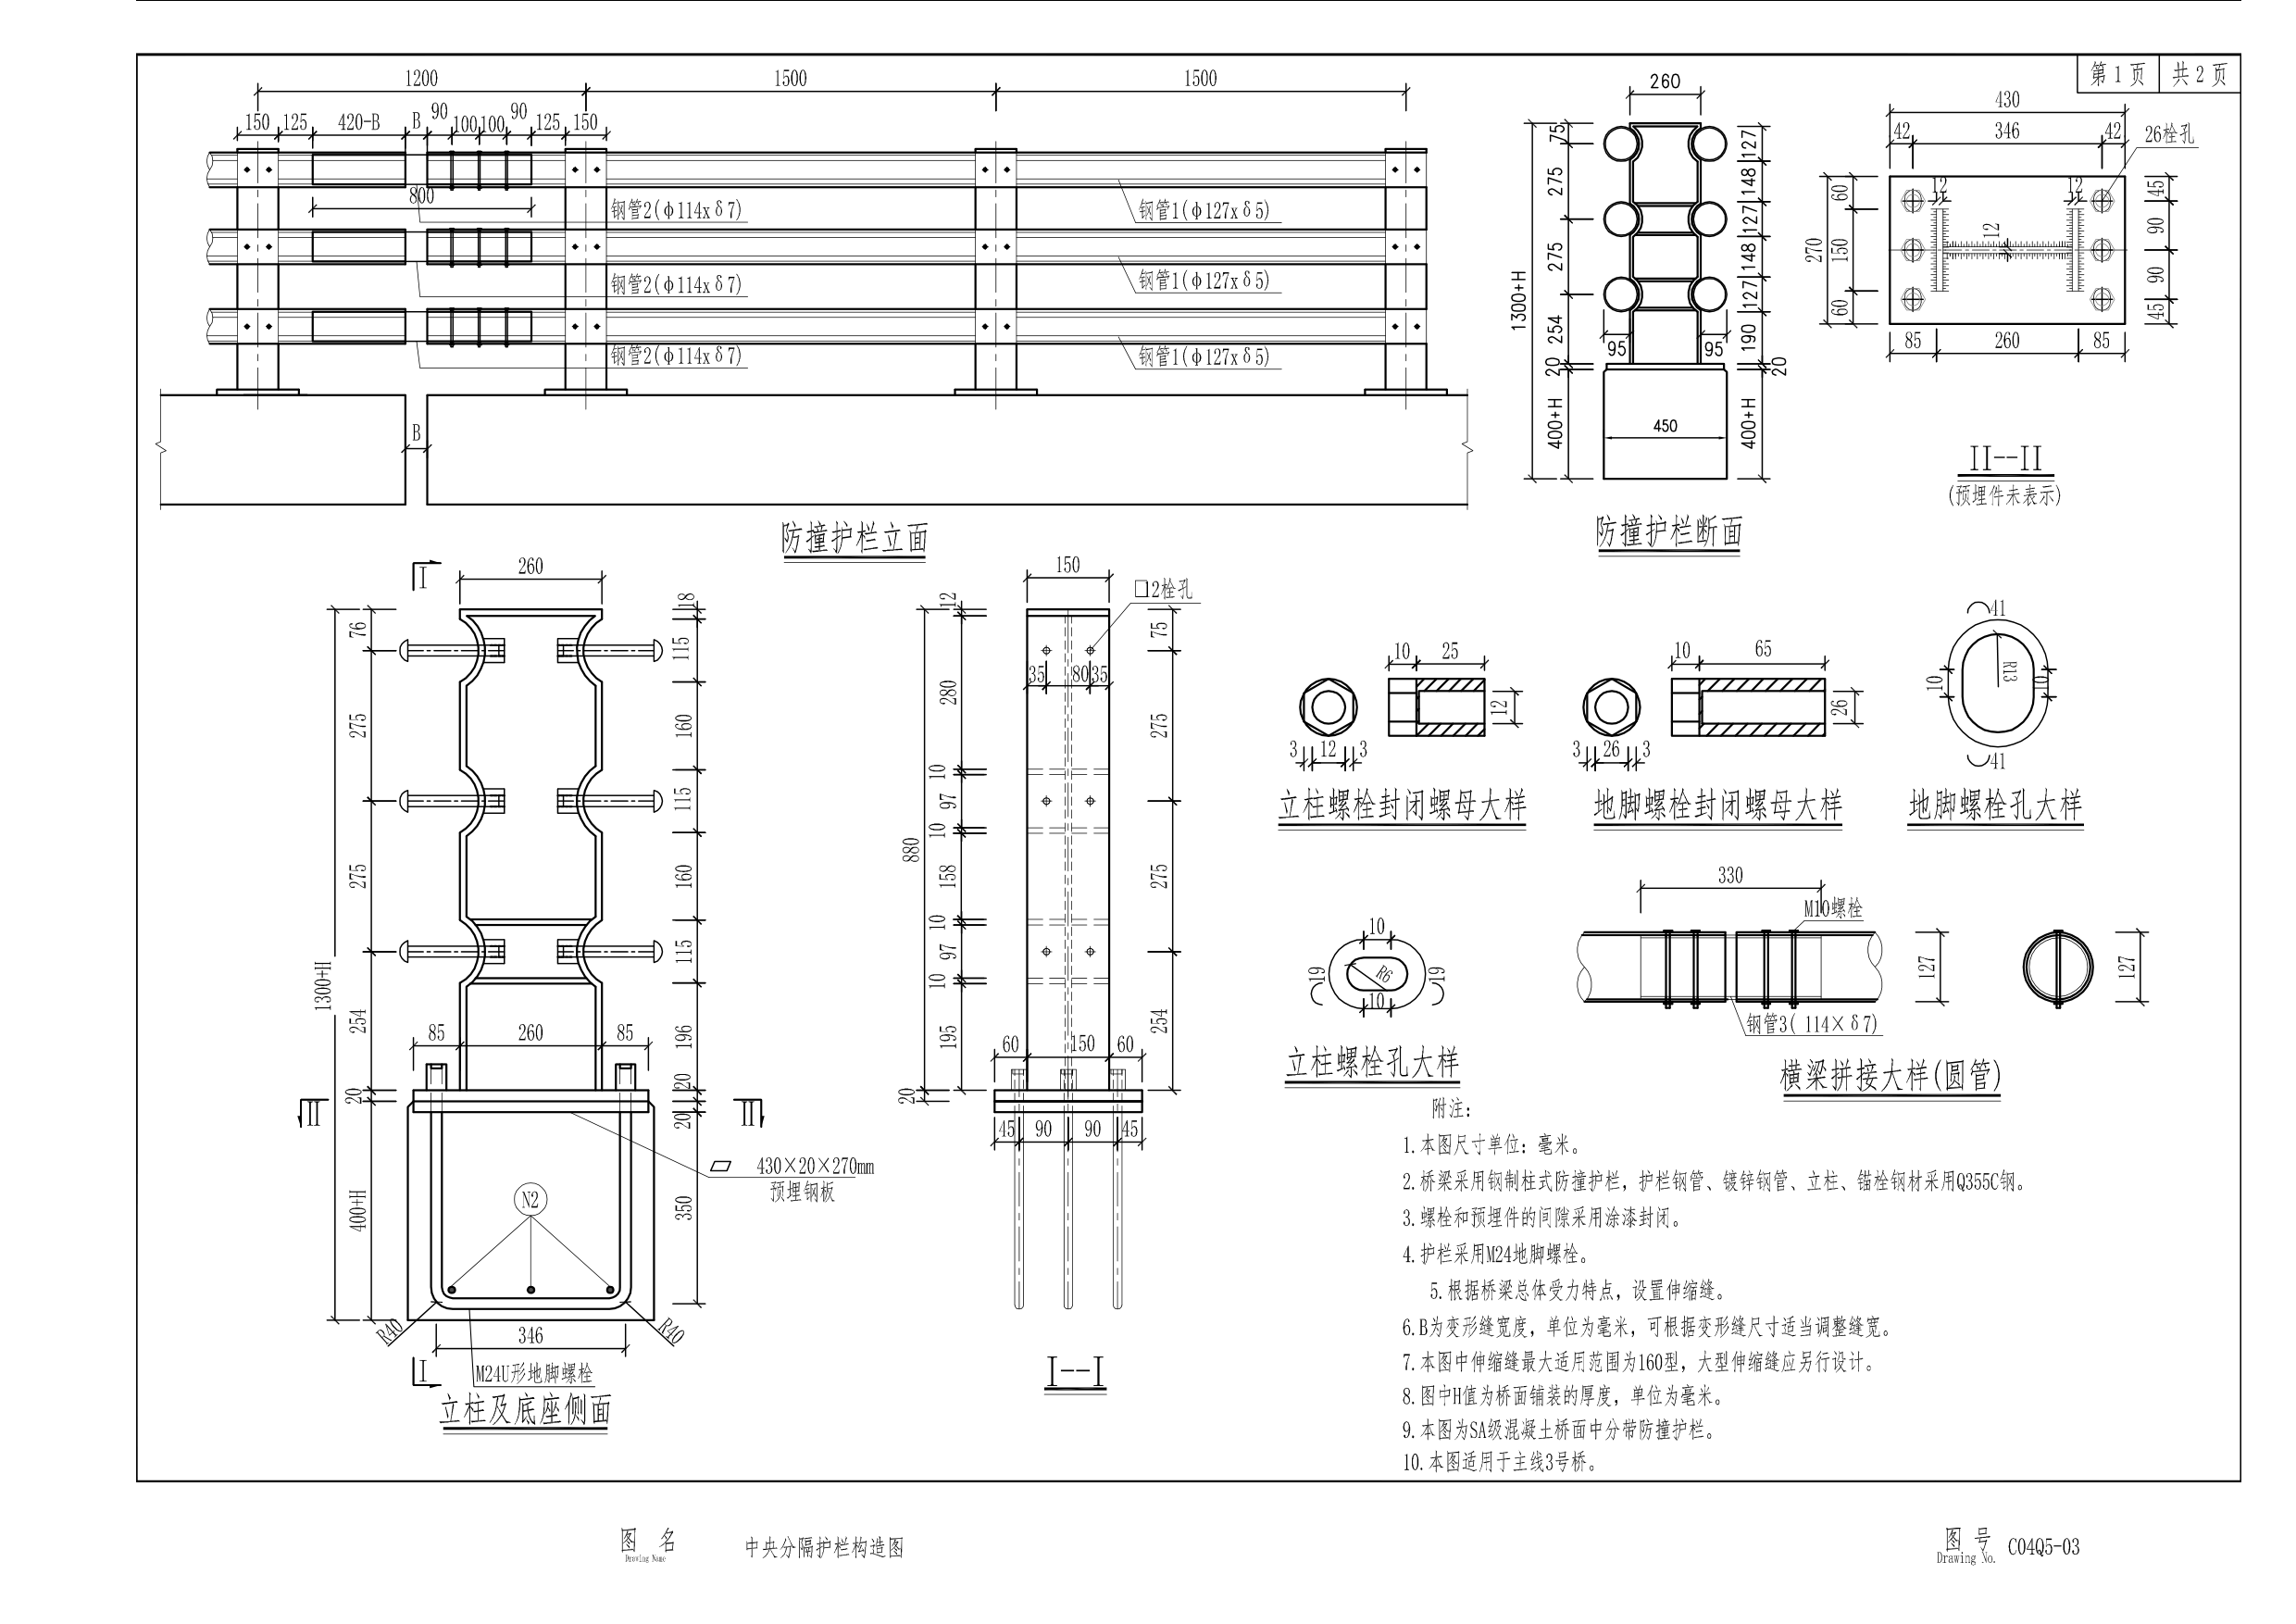 第 1 页 共 2 页
1200 1500 1500
150 125 420-B B 90 100 100 90 125 150
800
钢管2(φ114xδ7) 钢管1(φ127xδ5)
钢管2(φ114xδ7) 钢管1(φ127xδ5)
钢管2(φ114xδ7) 钢管1(φ127xδ5)
B
防撞护栏立面
260
75 275 275 254 20 400+H
1300+H
127 148 127 148 127 190 20 400+H
95 95
450
防撞护栏断面
430
42 346 42
26栓孔
12 12 12
60 150 60
270
45 90 90 45
85 260 85
II--II
(预埋件未表示)
I
260
76 275 275 254 20 400+H
1300+H
18 115 160 115 160 115 196 20 20 350
85 260 85
II II
430×20×270mm
预埋钢板
N2
R40 R40
346
M24U形地脚螺栓
I
立柱及底座侧面
150
□12栓孔
12 280 10 97 10 158 10 97 10 195
880
20
35 80 35
75 275 275 254
60 150 60
45 90 90 45
I--I
10 25
12
3 12 3
立柱螺栓封闭螺母大样
10 65
26
3 26 3
地脚螺栓封闭螺母大样
41
R13
10 10
41
地脚螺栓孔大样
10
19 R6 19
10
立柱螺栓孔大样
330
M10螺栓
127 127
钢管3( 114×δ7)
横梁拼接大样(圆管)
附注:
1.本图尺寸单位: 毫米。
2.桥梁采用钢制柱式防撞护栏, 护栏钢管、镀锌钢管、立柱、锚栓钢材采用Q355C钢。
3.螺栓和预埋件的间隙采用涂漆封闭。
4.护栏采用M24地脚螺栓。
5.根据桥梁总体受力特点, 设置伸缩缝。
6.B为变形缝宽度, 单位为毫米, 可根据变形缝尺寸适当调整缝宽。
7.本图中伸缩缝最大适用范围为160型, 大型伸缩缝应另行设计。
8.图中H值为桥面铺装的厚度, 单位为毫米。
9.本图为SA级混凝土桥面中分带防撞护栏。
10.本图适用于主线3号桥。
图 名
Drawing Name
中央分隔护栏构造图
图 号
Drawing No.
C04Q5-03